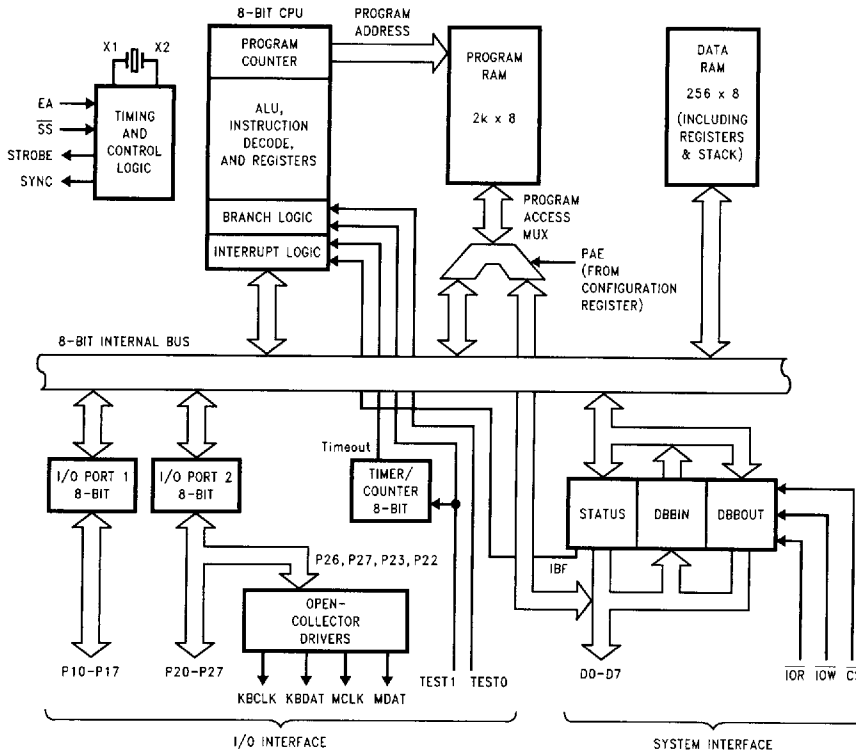 8-BIT CPU
PROGRAM
ADDRESS
X1
X2
EA
SS
STROBE
SYNC
TIMING
AND
CONTROL
LOGIC
PROGRAM
COUNTER
ALU,
INSTRUCTION
DECODE,
AND REGISTERS
BRANCH LOGIC
INTERRUPT LOGIC
PROGRAM
RAM
2k x 8
DATA
RAM
256 x 8
(INCLUDING
REGISTERS
& STACK)
PROGRAM
ACCESS
MUX
PAE
(FROM
CONFIGURATION
REGISTER)
8-BIT INTERNAL BUS
I/O PORT 1
8-BIT
I/O PORT 2
8-BIT
Timeout
TIMER/
COUNTER
8-BIT
STATUS
DBBIN
DBBOUT
IBF
P26, P27, P23, P22
OPEN-
COLLECTOR
DRIVERS
P10-P17
P20-P27
KBCLK KBDAT MCLK MDAT
TEST1
TEST0
D0-D7
IOR
IOW
I/O INTERFACE
SYSTEM INTERFACE